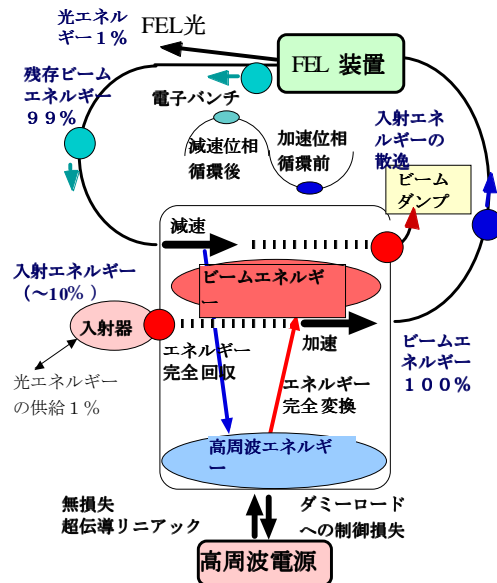 光エネル
ギー１％
FEL光
FEL 装置
残存ビーム
エネルギー
９９％
電子バンチ
減速位相
循環後
加速位相
循環前
入射エネ
ルギーの
散逸
ビーム
ダンプ
減速
入射エネルギー
（～10%）
ビームエネルギ
ー
入射器
加速
エネルギー
完全回収
エネルギー
完全変換
ビームエ
ネルギー
１００％
光エネルギー
の供給１％
高周波エネルギ
ー
無損失
超伝導リニアック
ダミーロード
への制御損失
高周波電源